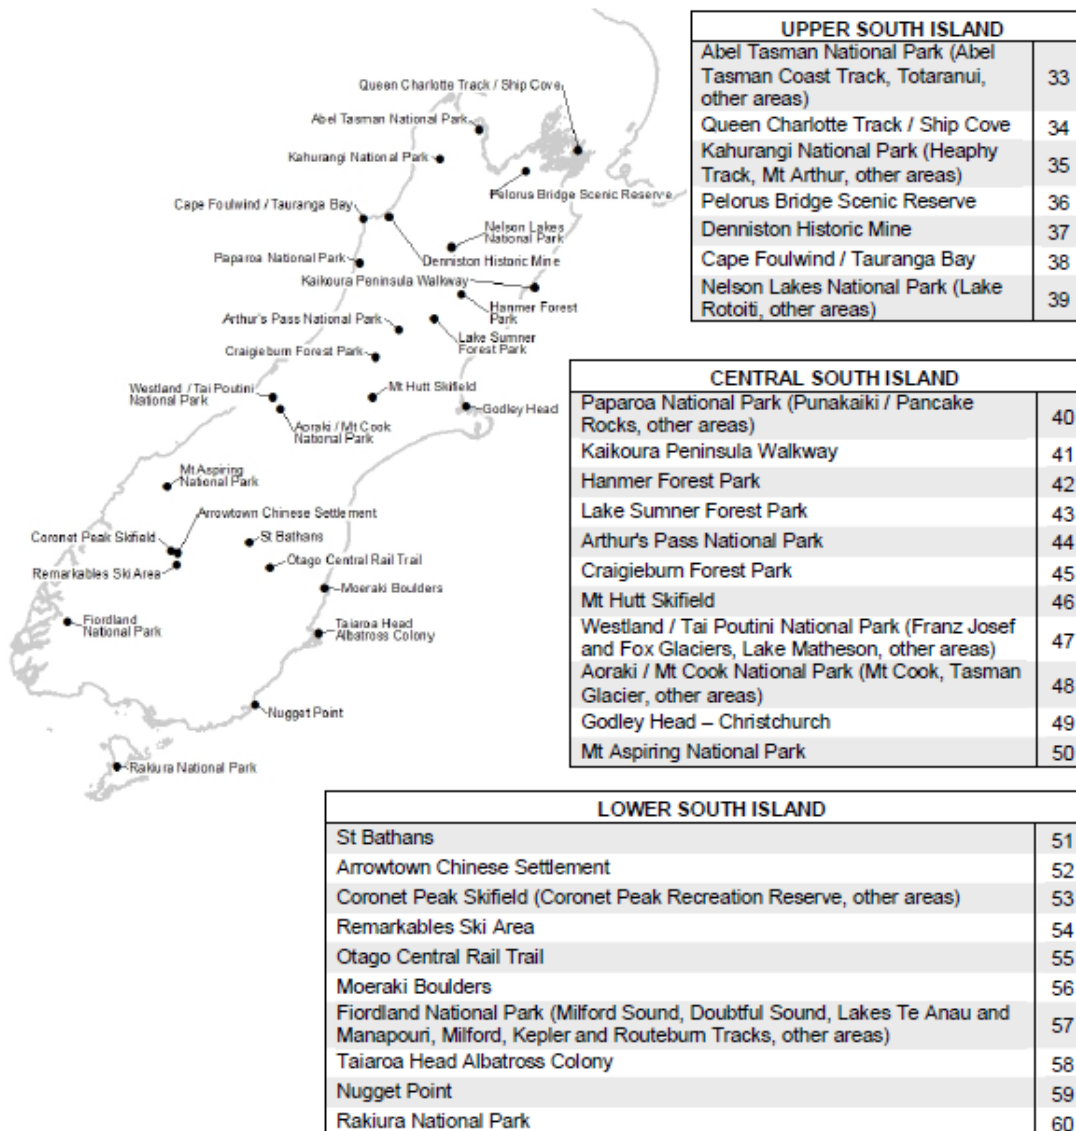 Queen Charlotte Track / Ship Cove
Abel Tasman National Park
Kahurangi National Park
Pelorus Bridge Scenic Reserve
Cape Foulwind / Tauranga Bay
Nelson Lakes
National Park
Denniston Historic Mine
Paparoa National Park
Kaikoura Peninsula Walkway
Hanmer Forest
Park
Arthur's Pass National Park
Lake Sumner
Forest Park
Craigieburn Forest Park
Westland / Tai Poutini
National Park
Mt Hutt Skifield
Godley Head
Aoraki / Mt Cook
National Park
Mt Aspiring
National Park
Arrowtown Chinese Settlement
Coronet Peak Skifield
St Bathans
Otago Central Rail Trail
Remarkables Ski Area
Moeraki Boulders
Fiordland
National Park
Taiaroa Head
Albatross Colony
Nugget Point
Rakiura National Park
UPPER SOUTH ISLAND
Abel Tasman National Park (Abel
Tasman Coast Track, Totaranui, 33
other areas)
Queen Charlotte Track / Ship Cove 34
Kahurangi National Park (Heaphy 35
Track, Mt Arthur, other areas)
Pelorus Bridge Scenic Reserve 36
Denniston Historic Mine 37
Cape Foulwind / Tauranga Bay 38
Nelson Lakes National Park (Lake 39
Rotoiti, other areas)
CENTRAL SOUTH ISLAND
Paparoa National Park (Punakaiki / Pancake 40
Rocks, other areas)
Kaikoura Peninsula Walkway 41
Hanmer Forest Park 42
Lake Sumner Forest Park 43
Arthur's Pass National Park 44
Craigieburn Forest Park 45
Mt Hutt Skifield 46
Westland / Tai Poutini National Park (Franz Josef 47
and Fox Glaciers, Lake Matheson, other areas)
Aoraki / Mt Cook National Park (Mt Cook, Tasman 48
Glacier, other areas)
Godley Head – Christchurch 49
Mt Aspiring National Park 50
LOWER SOUTH ISLAND
St Bathans 51
Arrowtown Chinese Settlement 52
Coronet Peak Skifield (Coronet Peak Recreation Reserve, other areas) 53
Remarkables Ski Area 54
Otago Central Rail Trail 55
Moeraki Boulders 56
Fiordland National Park (Milford Sound, Doubtful Sound, Lakes Te Anau and 57
Manapouri, Milford, Kepler and Routeburn Tracks, other areas)
Taiaroa Head Albatross Colony 58
Nugget Point 59
Rakiura National Park 60